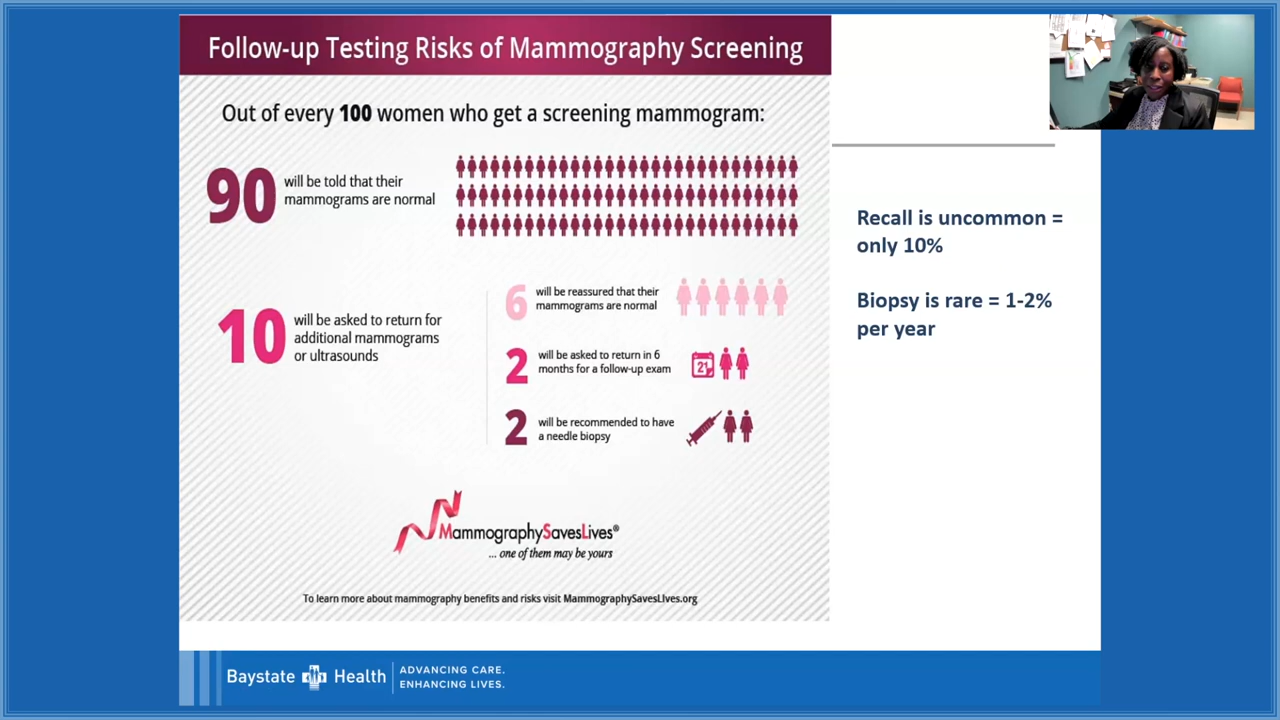 Follow-up Testing Risks of Mammography Screening
Out of every 100 women who get a screening mammogram:
90
will be told that their
mammograms are normal
10
will be asked to return for
additional mammograms
or ultrasounds
6
will be reassured that their
mammograms are normal
2
will be asked to return in 6
months for a follow-up exam
21
2
will be recommended to have
a needle biopsy
MammographySavesLives®
... one of them may be yours
To learn more about mammography benefits and risks visit MammographySavesLIves.org
Recall is uncommon =
only 10%
Biopsy is rare = 1-2%
per year
Baystate Health
ADVANCING CARE.
ENHANCING LIVES.